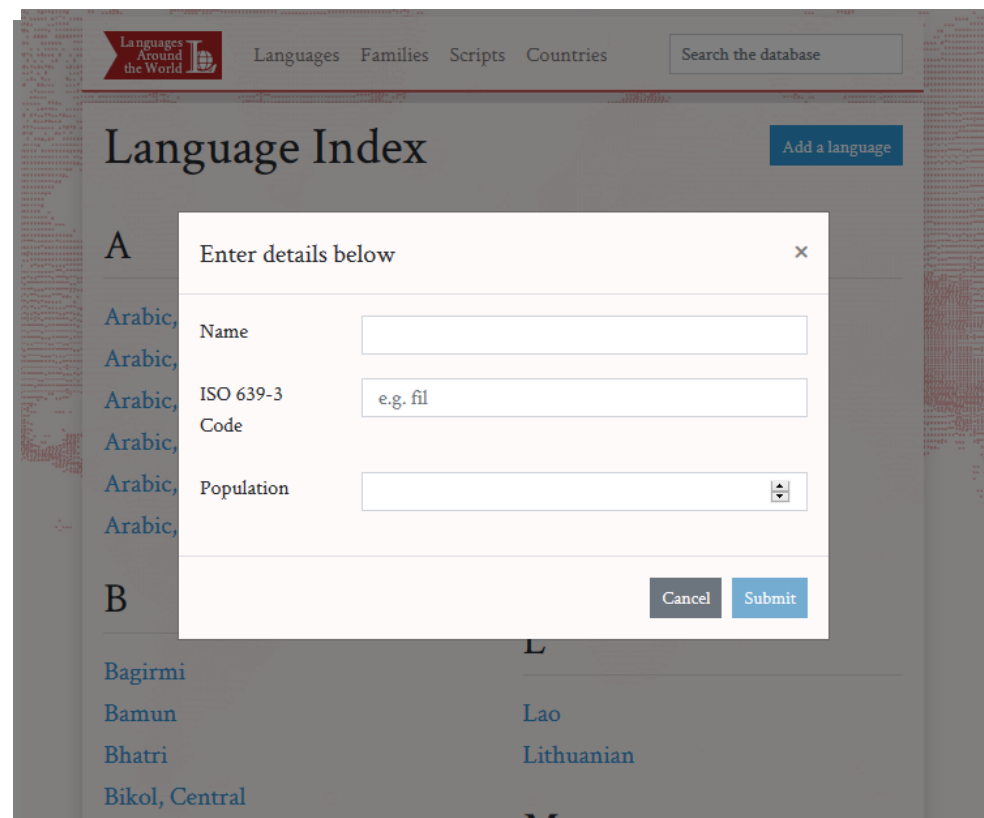 Languages
Around
the World
Languages Families Scripts Countries
Search the database
Language Index
Add a language
A
Enter details below
×
Arabic,
Name
Arabic,
Arabic,
ISO 639-3
Code
e.g. fil
Arabic,
Arabic,
Population
Arabic,
B
Cancel
Submit
L
Bagirmi
Bamun
Lao
Bhatri
Lithuanian
Bikol, Central